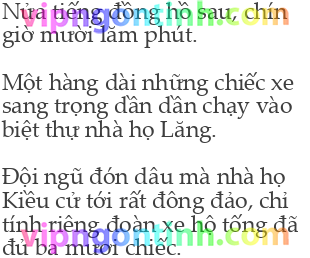 Nửa tiếng đồng hồ sau, chín
giờ mười lăm phút.
Một hàng dài những chiếc xe
sang trọng dần dần chạy vào
biệt thự nhà họ Lăng.
Đội ngũ đón dâu mà nhà họ
Kiều cử tới rất đông đảo, chỉ
tính riêng đoàn xe hộ tống đã
đủ ba mươi chiếc.
vipngontinh.com
vipngontinh.com